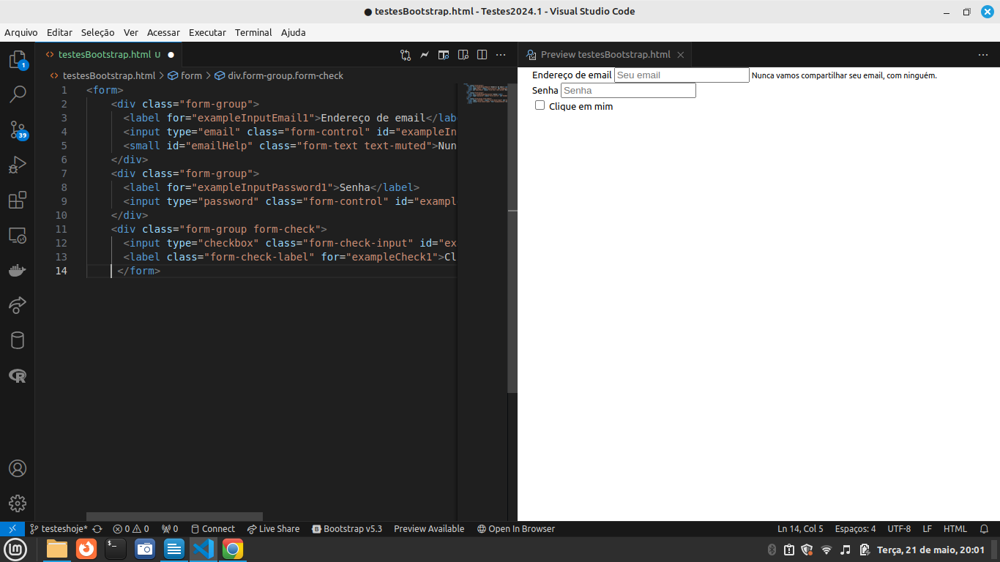 testesBootstrap.html - Testes2024.1 - Visual Studio Code
Arquivo Editar Seleção Ver Acessar Executar Terminal Ajuda
testesBootstrap.html U
Preview testesBootstrap.html
testesBootstrap.html > form > div.form-group.form-check
1 <form>
2 <div class="form-group">
3 <label for="exampleInputEmail1">Endereço de email</lab
4 <input type="email" class="form-control" id="exampleIn
5 <small id="emailHelp" class="form-text text-muted">Nun
6 </div>
7 <div class="form-group">
8 <label for="exampleInputPassword1">Senha</label>
9 <input type="password" class="form-control" id="exampl
10 </div>
11 <div class="form-group form-check">
12 <input type="checkbox" class="form-check-input" id="ex
13 <label class="form-check-label" for="exampleCheck1">Cl
14 </form>
Endereço de email Seu email Nunca vamos compartilhar seu email, com ninguém.
Senha Senha
Clique em mim
1
39
R
testeshoje* 0 0 0 Connect Live Share B Bootstrap v5.3 Preview Available Open In Browser Ln 14, Col 5 Espaços: 4 UTF-8 LF HTML
Terça, 21 de maio, 20:01